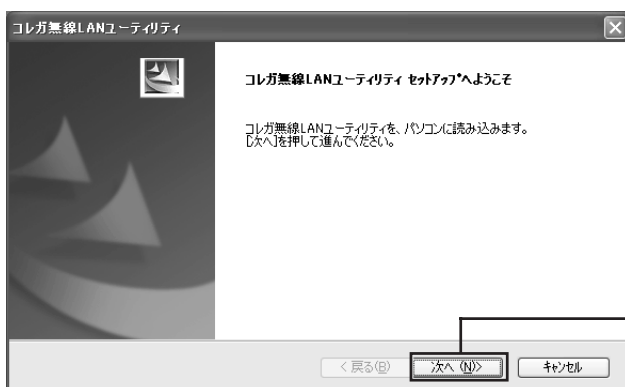 コレガ無線LANユーティリティ
コレガ無線LANユーティリティ セットアップへようこそ
コレガ無線LANユーティリティを、パソコンに読み込みます。
[次へ]を押して進んでください。
< 戻る(B) 次へ (N)> キャンセル